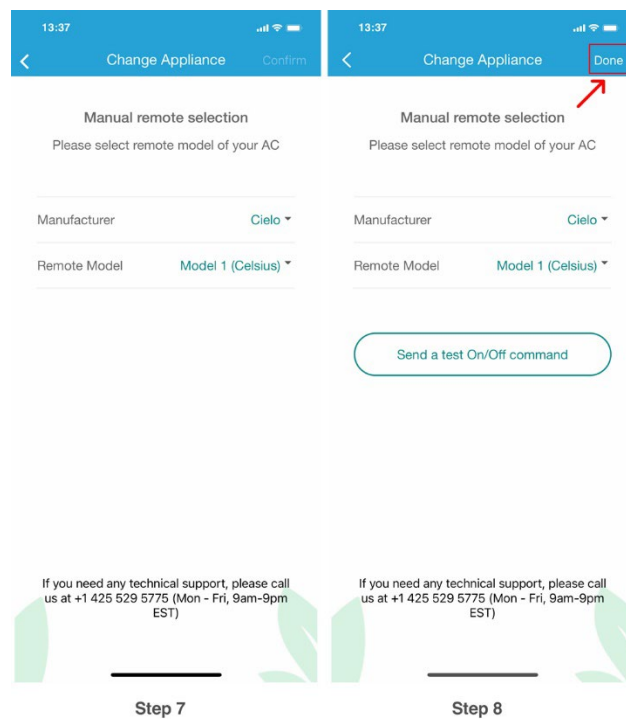 13:37
Change Appliance Confirm
Manual remote selection
Please select remote model of your AC
Manufacturer Cielo
Remote Model Model 1 (Celsius)
If you need any technical support, please call
us at +1 425 529 5775 (Mon - Fri, 9am-9pm
EST)
Step 7
13:37
Change Appliance Done
Manual remote selection
Please select remote model of your AC
Manufacturer Cielo
Remote Model Model 1 (Celsius)
Send a test On/Off command
If you need any technical support, please call
us at +1 425 529 5775 (Mon - Fri, 9am-9pm
EST)
Step 8